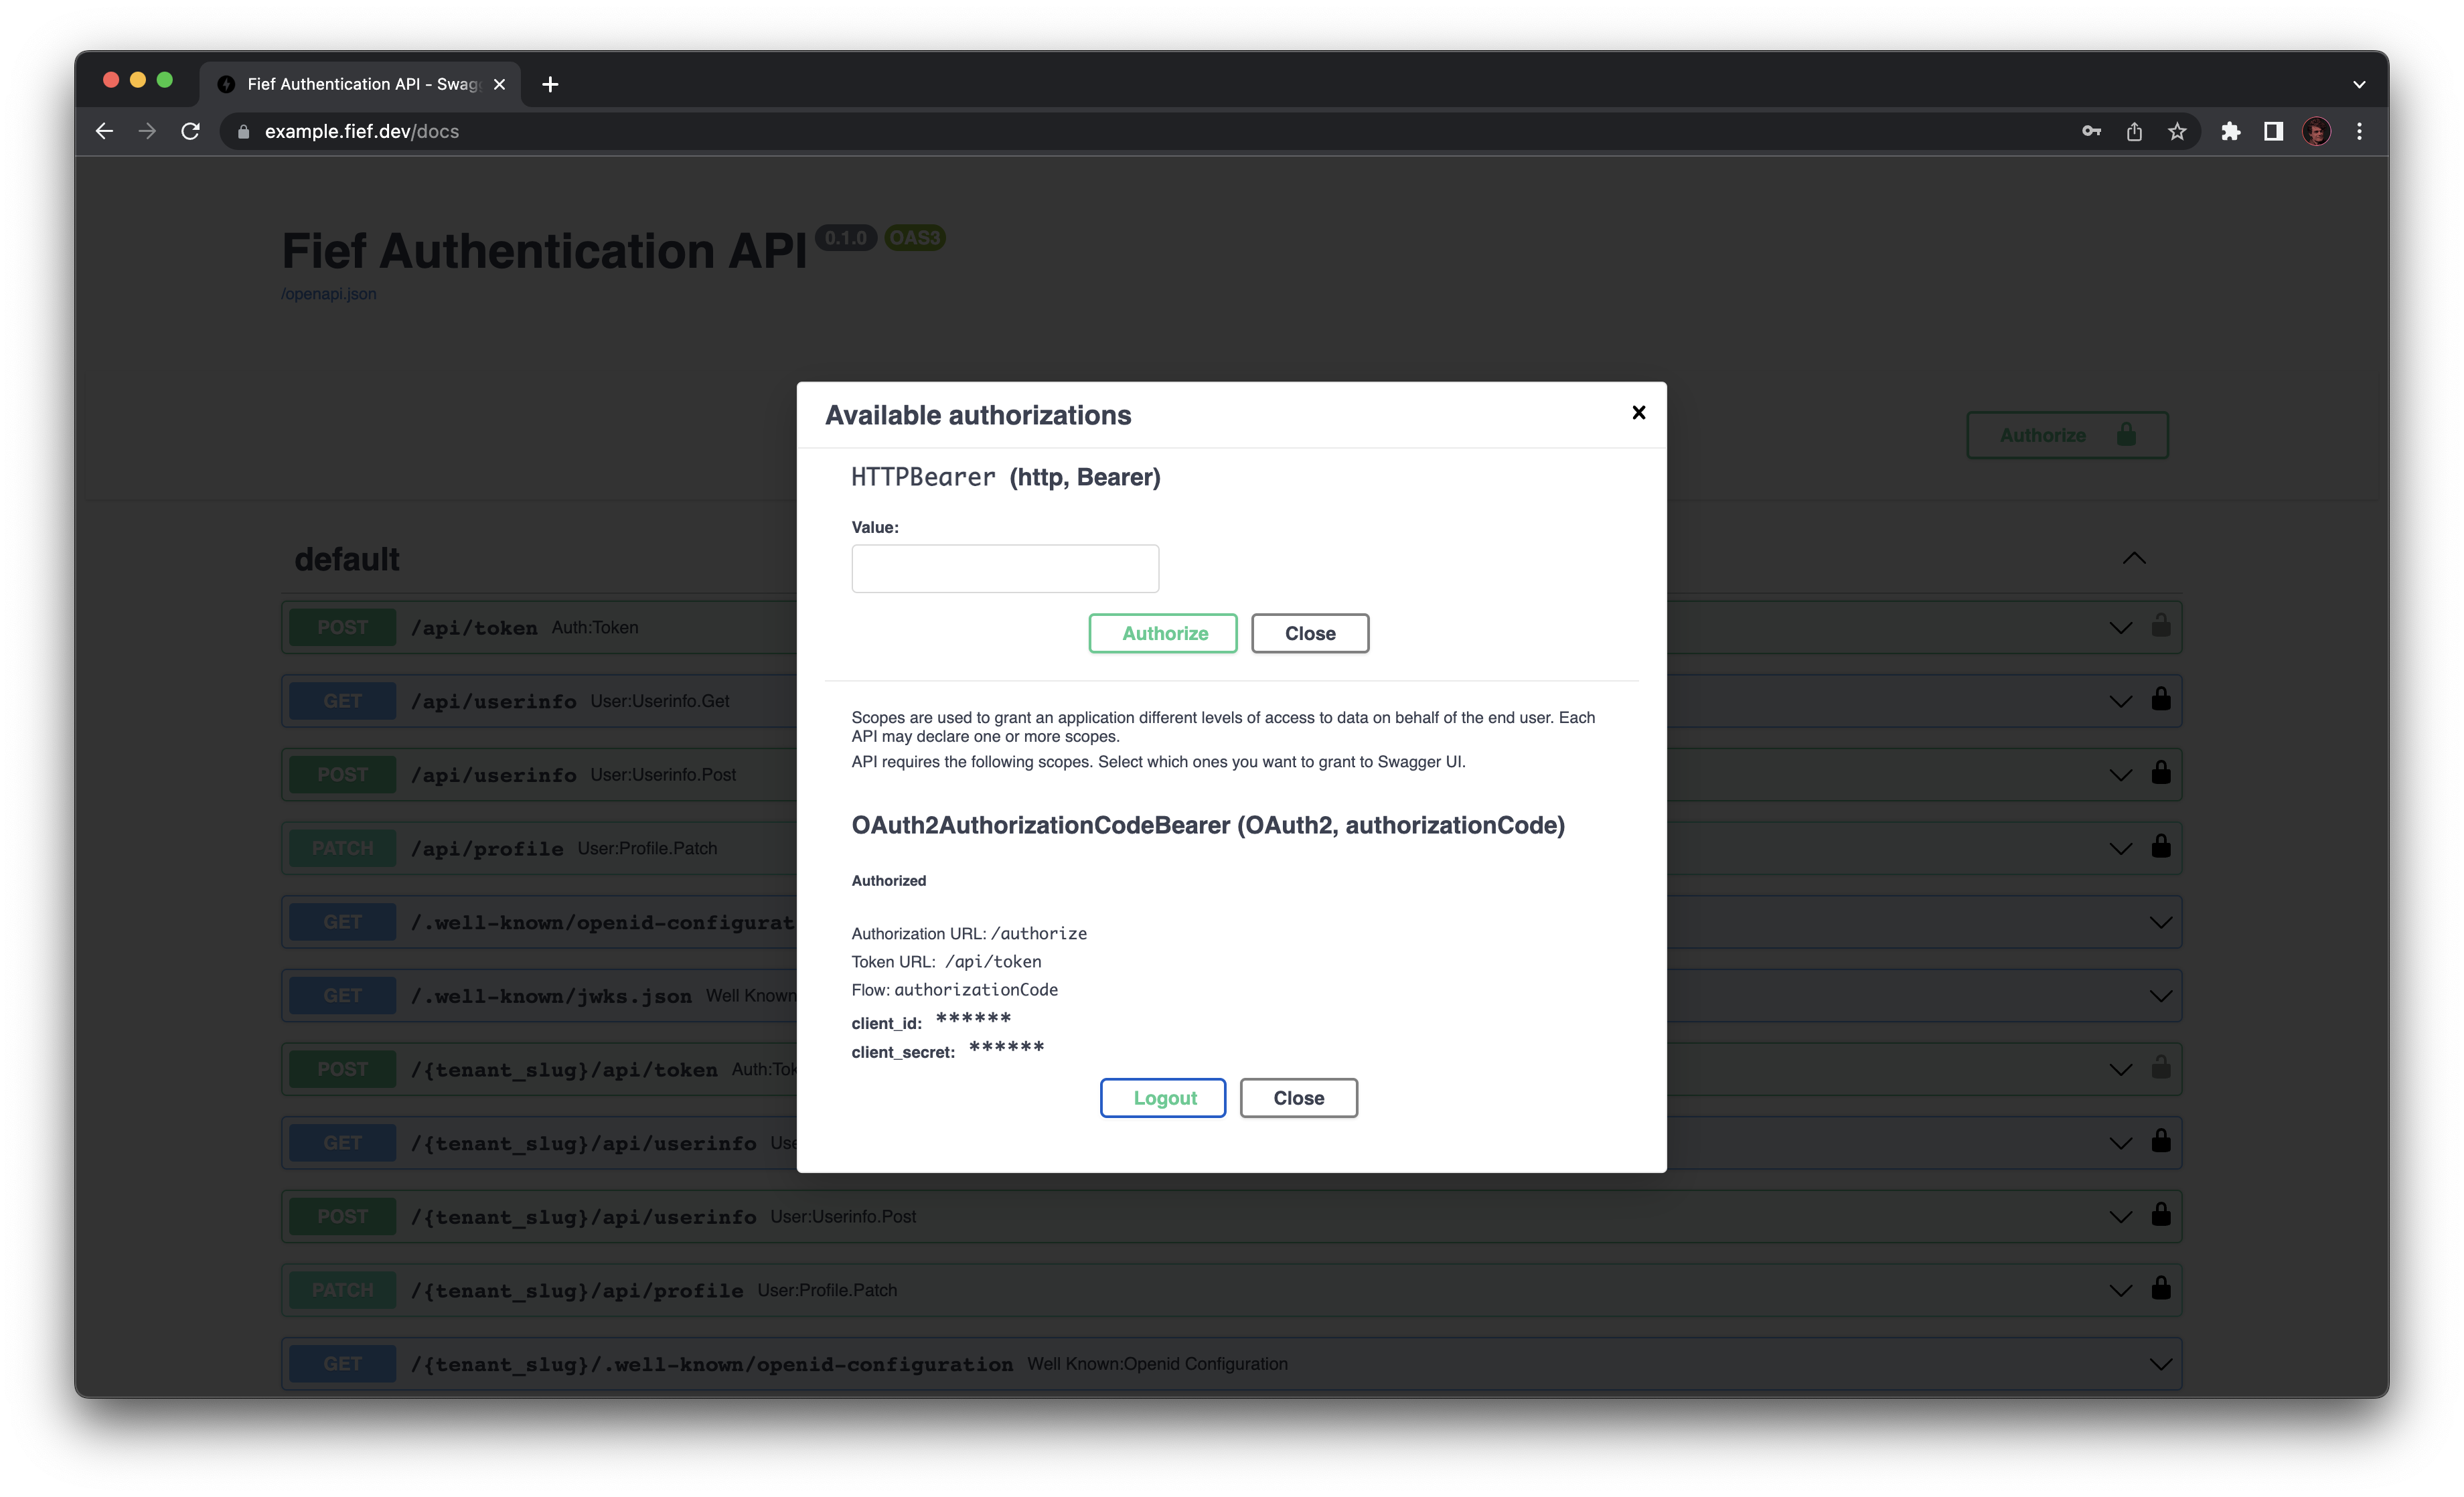 Fief Authentication API - Swag
example.fief.dev/docs
Fief Authentication API 0.1.0 OAS3
/openapi.json
Authorize
Available authorizations
HTTPBearer (http, Bearer)
Value:
Authorize Close
Scopes are used to grant an application different levels of access to data on behalf of the end user. Each
API may declare one or more scopes.
API requires the following scopes. Select which ones you want to grant to Swagger UI.
OAuth2AuthorizationCodeBearer (OAuth2, authorizationCode)
Authorized
Authorization URL: /authorize
Token URL: /api/token
Flow: authorizationCode
client_id: ******
client_secret: ******
Logout Close
default
POST /api/token Auth:Token
GET /api/userinfo User:Userinfo.Get
POST /api/userinfo User:Userinfo.Post
PATCH /api/profile User:Profile.Patch
GET /.well-known/openid-configurat
GET /.well-known/jwks.json Well Known
POST /{tenant_slug}/api/token Auth:Tok
GET /{tenant_slug}/api/userinfo Use
POST /{tenant_slug}/api/userinfo User:Userinfo.Post
PATCH /{tenant_slug}/api/profile User:Profile.Patch
GET /{tenant_slug}/.well-known/openid-configuration Well Known:Openid Configuration